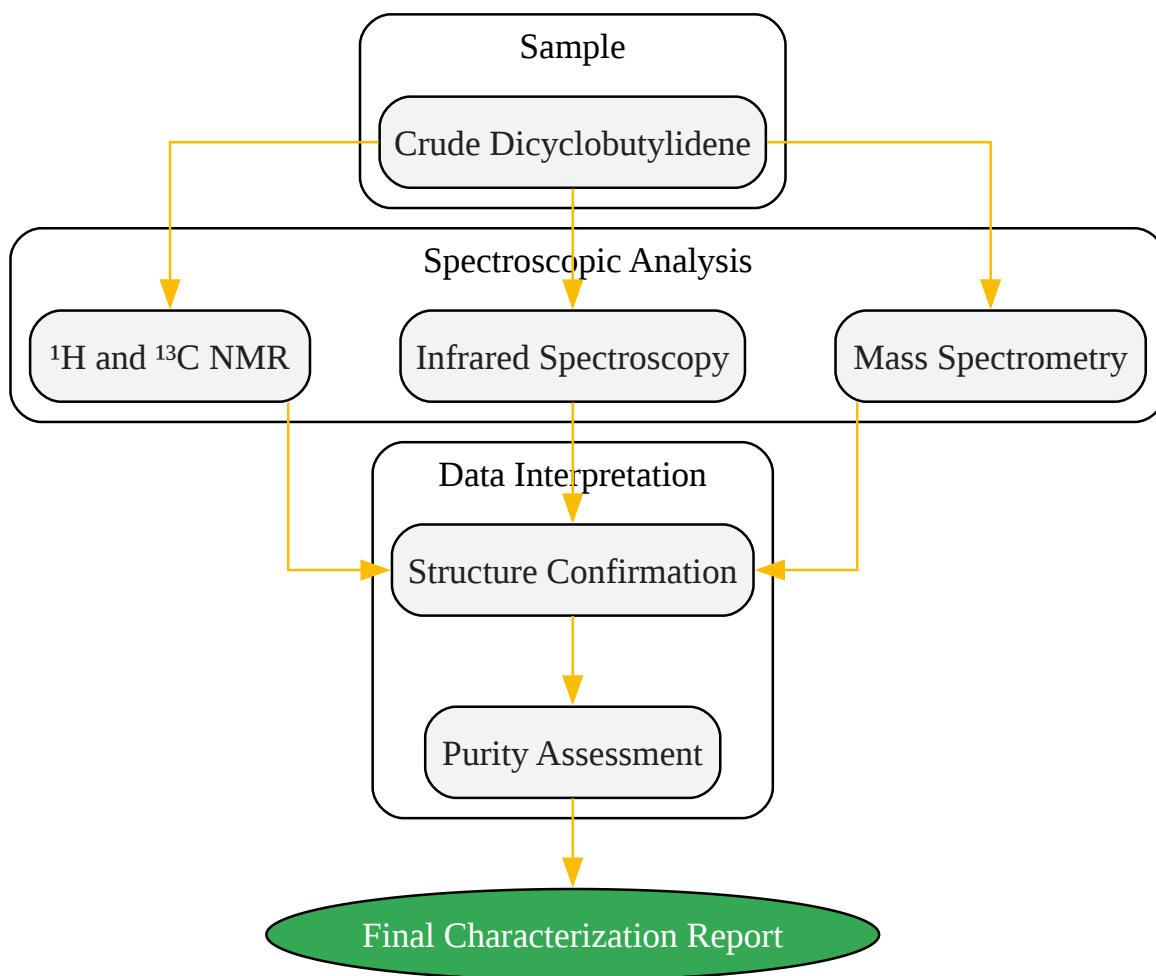 Sample
Crude Dicyclobutylidene
Spectroscopic Analysis
¹H and ¹³C NMR
Infrared Spectroscopy
Mass Spectrometry
Data Interpretation
Structure Confirmation
Purity Assessment
Final Characterization Report